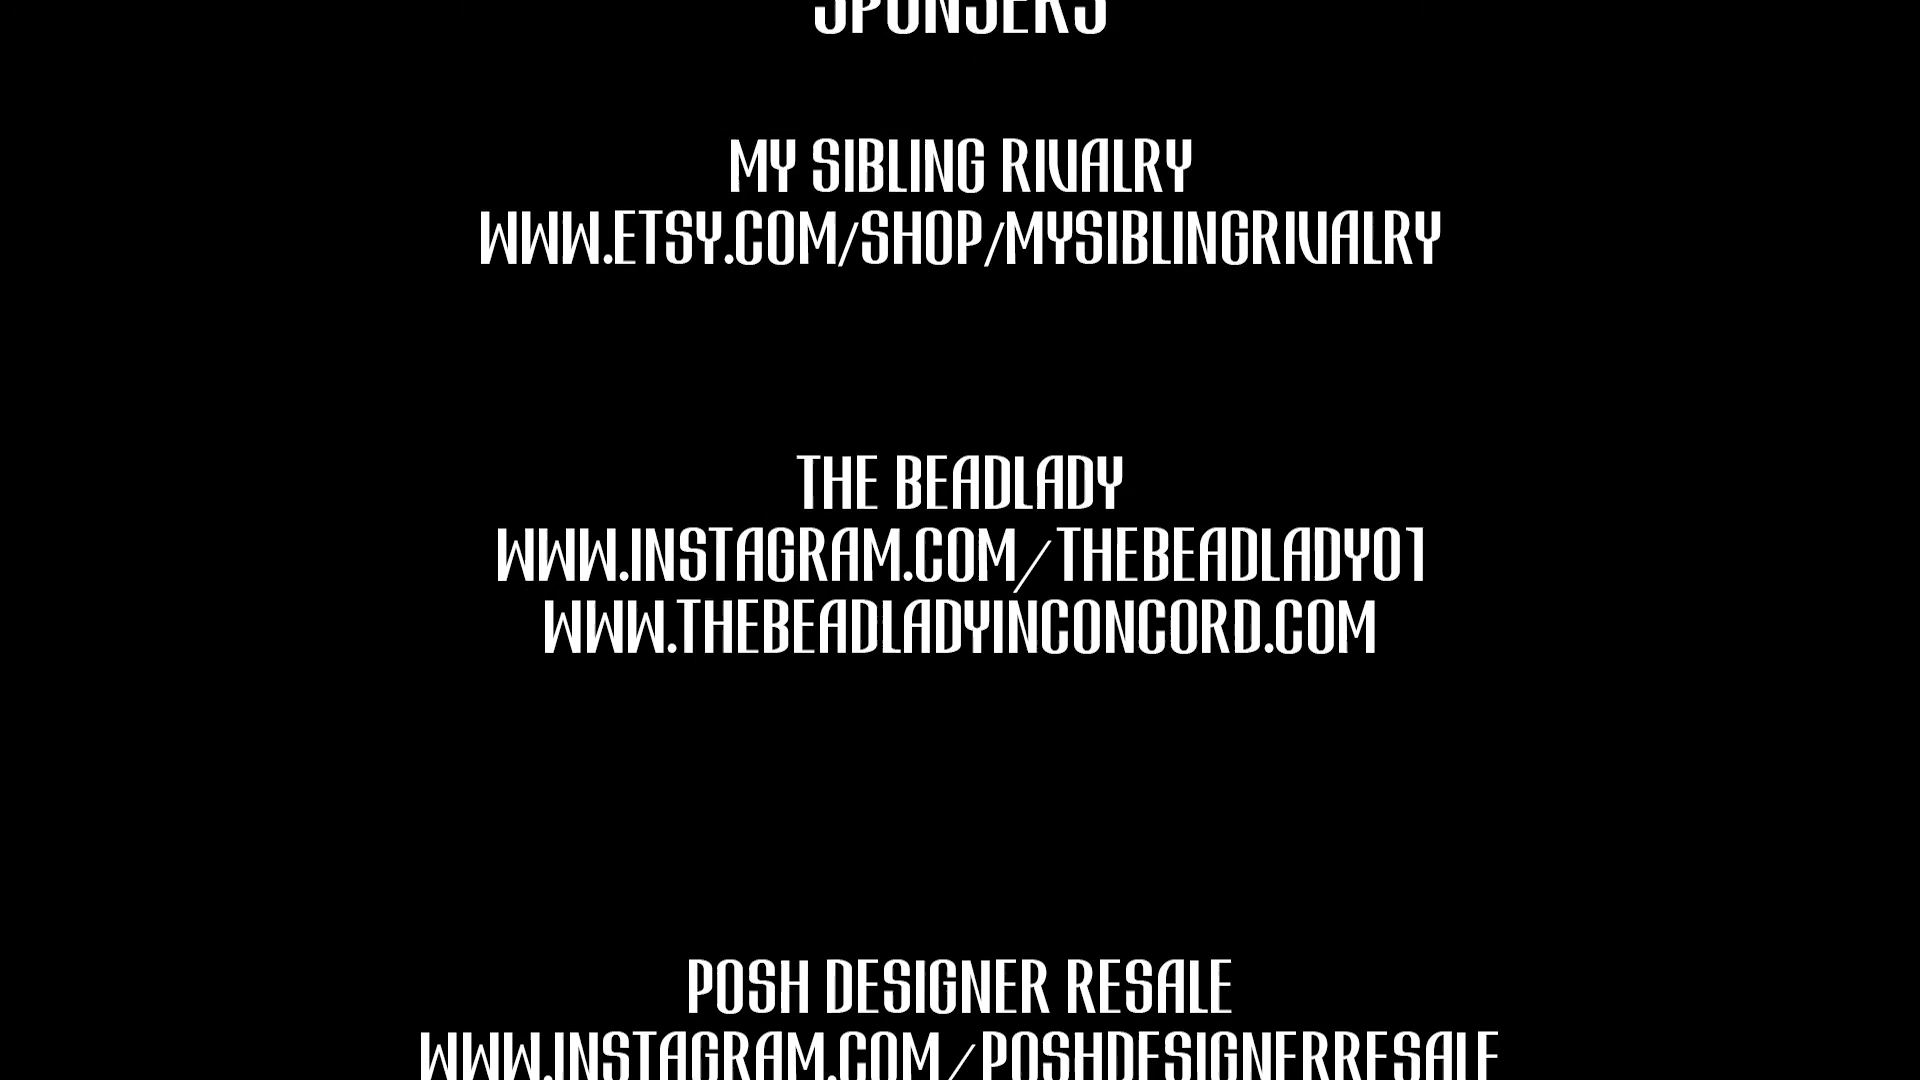 SPONSERS
MY SIBLING RIVALRY
WWW.ETSY.COM/SHOP/MYSIBLINGRIVALRY
THE BEADLADY
WWW.INSTAGRAM.COM/THEBEADLADY01
WWW.THEBEADLADYINCONCORD.COM
POSH DESIGNER RESALE
WWW.INSTAGRAM.COM/POSHDESIGNERRESALE